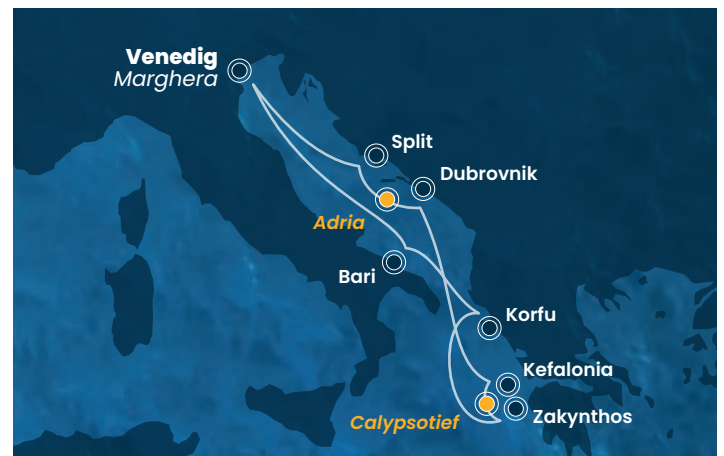 Venedig
Marghera
Split
Dubrovnik
Adria
Bari
Korfu
Kefalonia
Calypsotief
Zakynthos